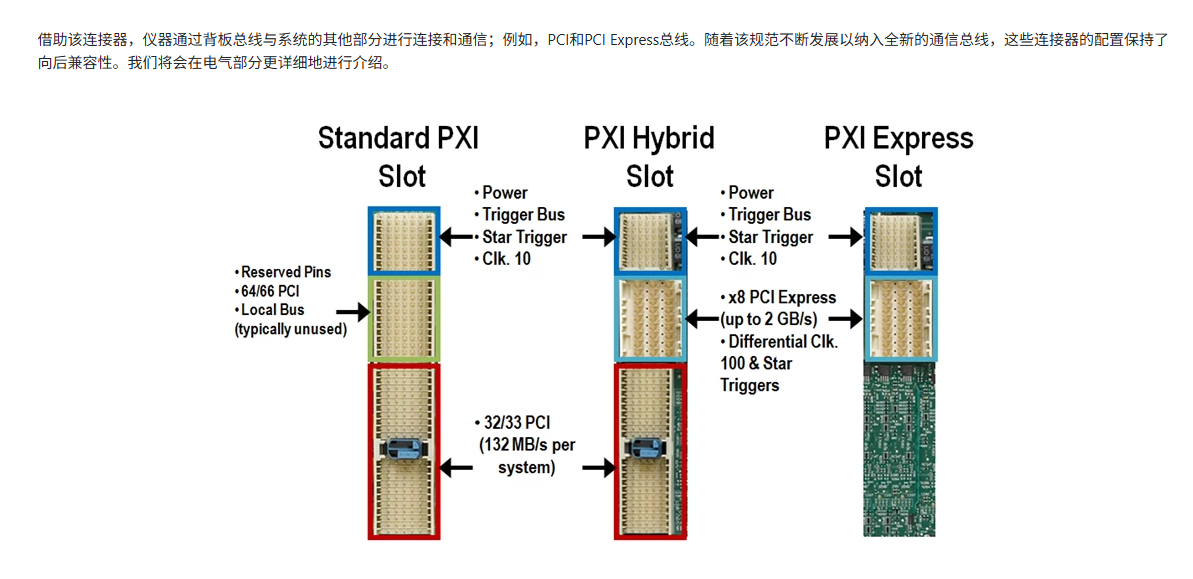 借助该连接器，仪器通过背板总线与系统的其他部分进行连接和通信；例如，PCI和PCI Express总线。随着该规范不断发展以纳入全新的通信总线，这些连接器的配置保持了
向后兼容性。我们将会在电气部分更详细地进行介绍。
Standard PXI
Slot
PXI Hybrid
Slot
PXI Express
Slot
• Power
• Trigger Bus
• Star Trigger
• Clk. 10
• Power
• Trigger Bus
• Star Trigger
• Clk. 10
• Reserved Pins
• 64/66 PCI
• Local Bus
(typically unused)
• x8 PCI Express
(up to 2 GB/s)
• Differential Clk.
100 & Star
Triggers
• 32/33 PCI
(132 MB/s per
system)